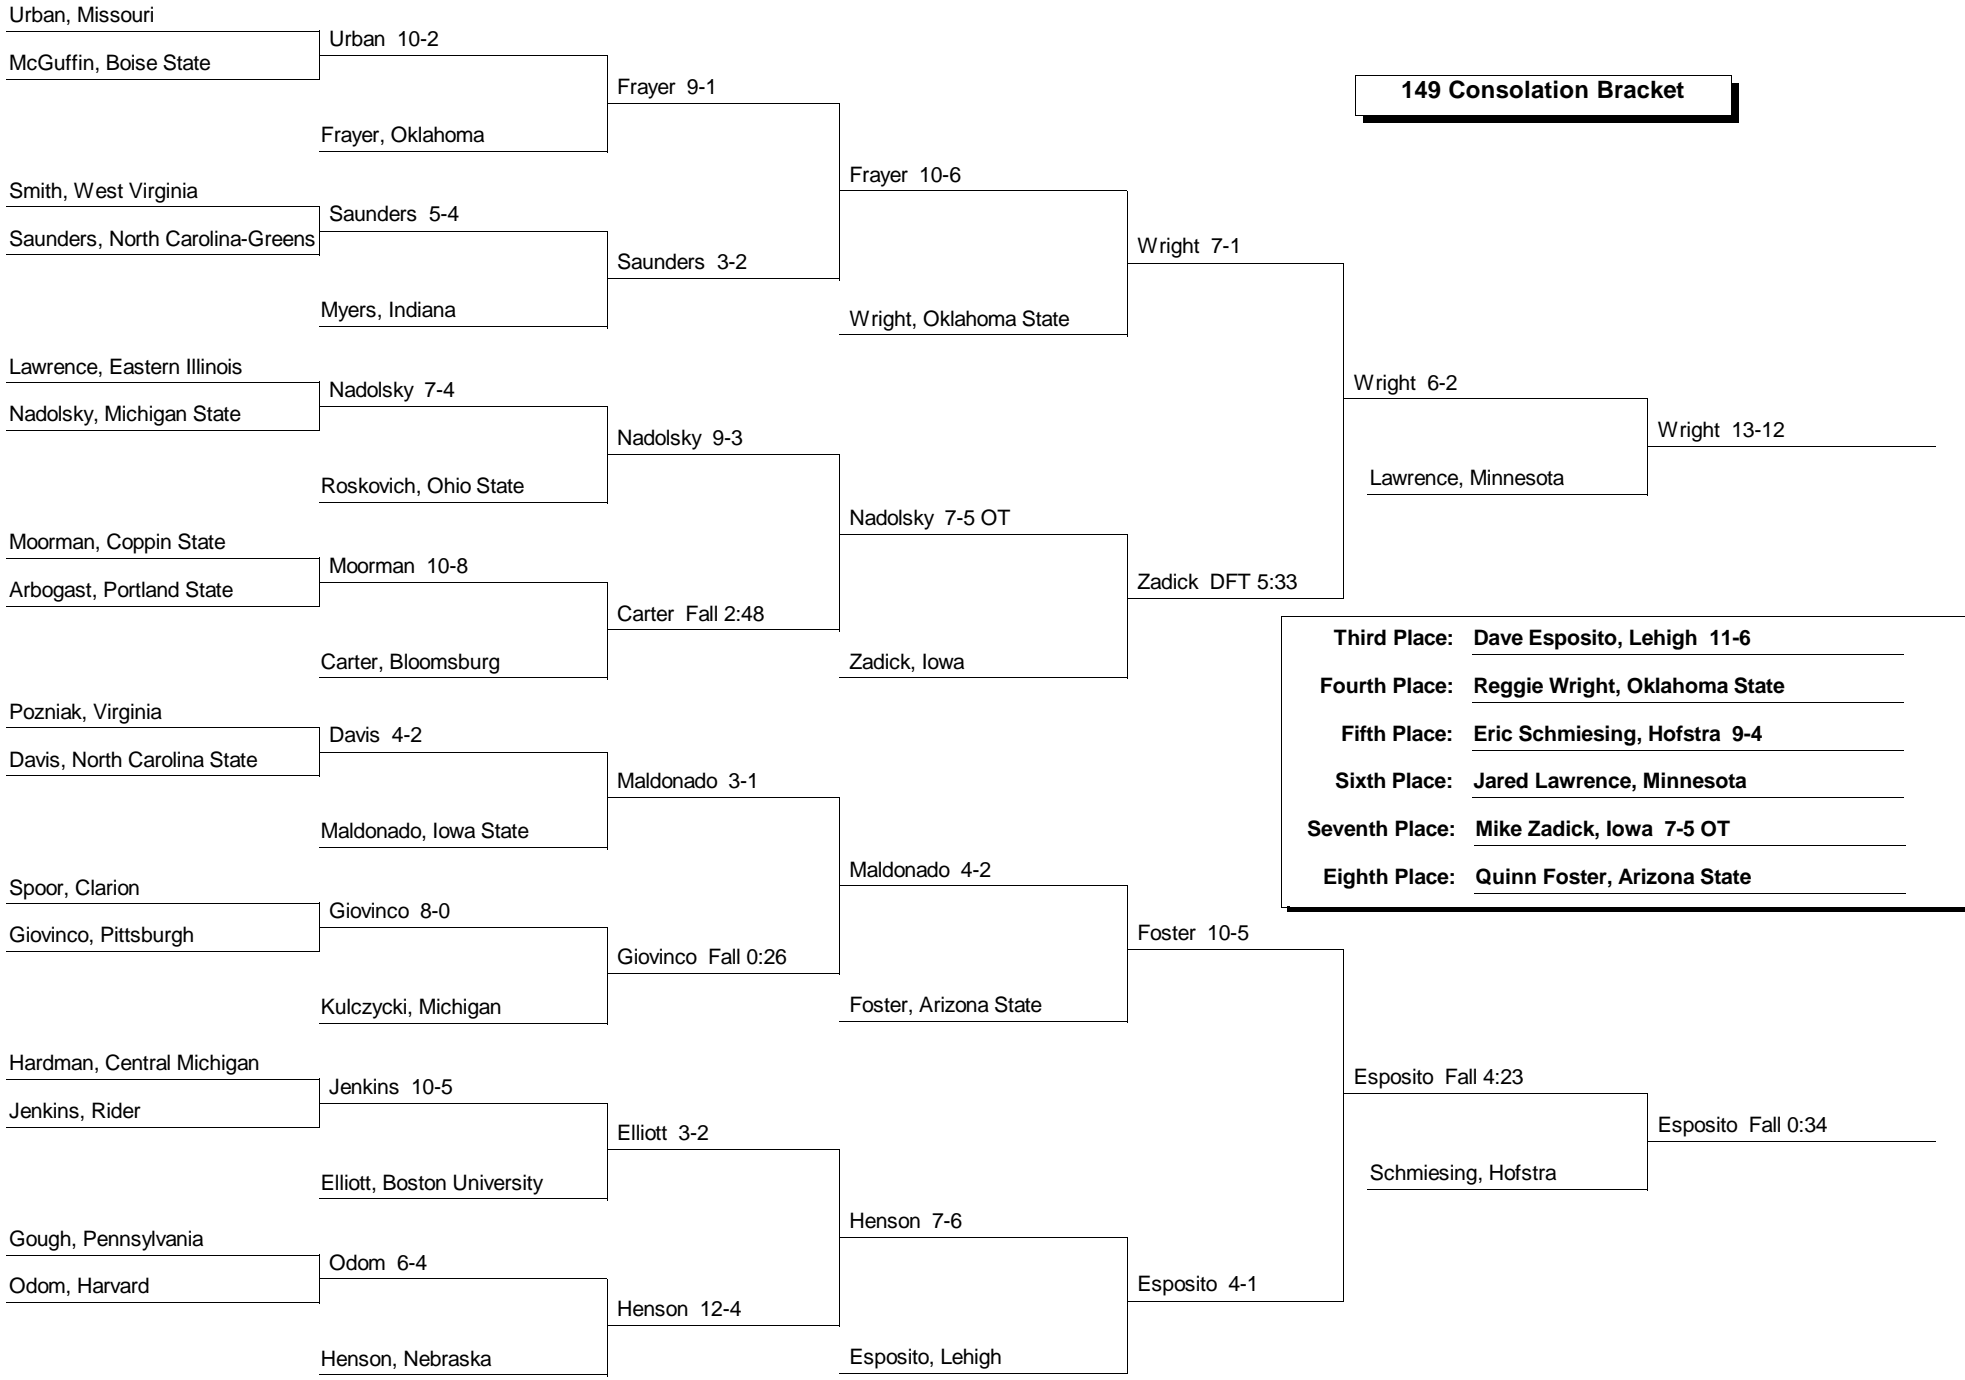 Urban, Missouri
McGuffin, Boise State
Urban 10-2
Frayer, Oklahoma
Frayer 9-1
149 Consolation Bracket
Smith, West Virginia
Saunders, North Carolina-Greens
Saunders 5-4
Myers, Indiana
Saunders 3-2
Frayer 10-6
Wright, Oklahoma State
Wright 7-1
Lawrence, Eastern Illinois
Nadolsky, Michigan State
Nadolsky 7-4
Roskovich, Ohio State
Nadolsky 9-3
Moorman, Coppin State
Arbogast, Portland State
Moorman 10-8
Carter, Bloomsburg
Carter Fall 2:48
Nadolsky 7-5 OT
Zadick, Iowa
Zadick DFT 5:33
Wright 6-2
Lawrence, Minnesota
Wright 13-12
Third Place: Dave Esposito, Lehigh 11-6
Fourth Place: Reggie Wright, Oklahoma State
Fifth Place: Eric Schmiesing, Hofstra 9-4
Sixth Place: Jared Lawrence, Minnesota
Seventh Place: Mike Zadick, Iowa 7-5 OT
Eighth Place: Quinn Foster, Arizona State
Pozniak, Virginia
Davis, North Carolina State
Davis 4-2
Maldonado, Iowa State
Maldonado 3-1
Spoor, Clarion
Giovinco, Pittsburgh
Giovinco 8-0
Kulczycki, Michigan
Giovinco Fall 0:26
Maldonado 4-2
Foster, Arizona State
Foster 10-5
Hardman, Central Michigan
Jenkins, Rider
Jenkins 10-5
Elliott, Boston University
Elliott 3-2
Gough, Pennsylvania
Odom, Harvard
Odom 6-4
Henson, Nebraska
Henson 12-4
Henson 7-6
Esposito, Lehigh
Esposito 4-1
Esposito Fall 4:23
Schmiesing, Hofstra
Esposito Fall 0:34